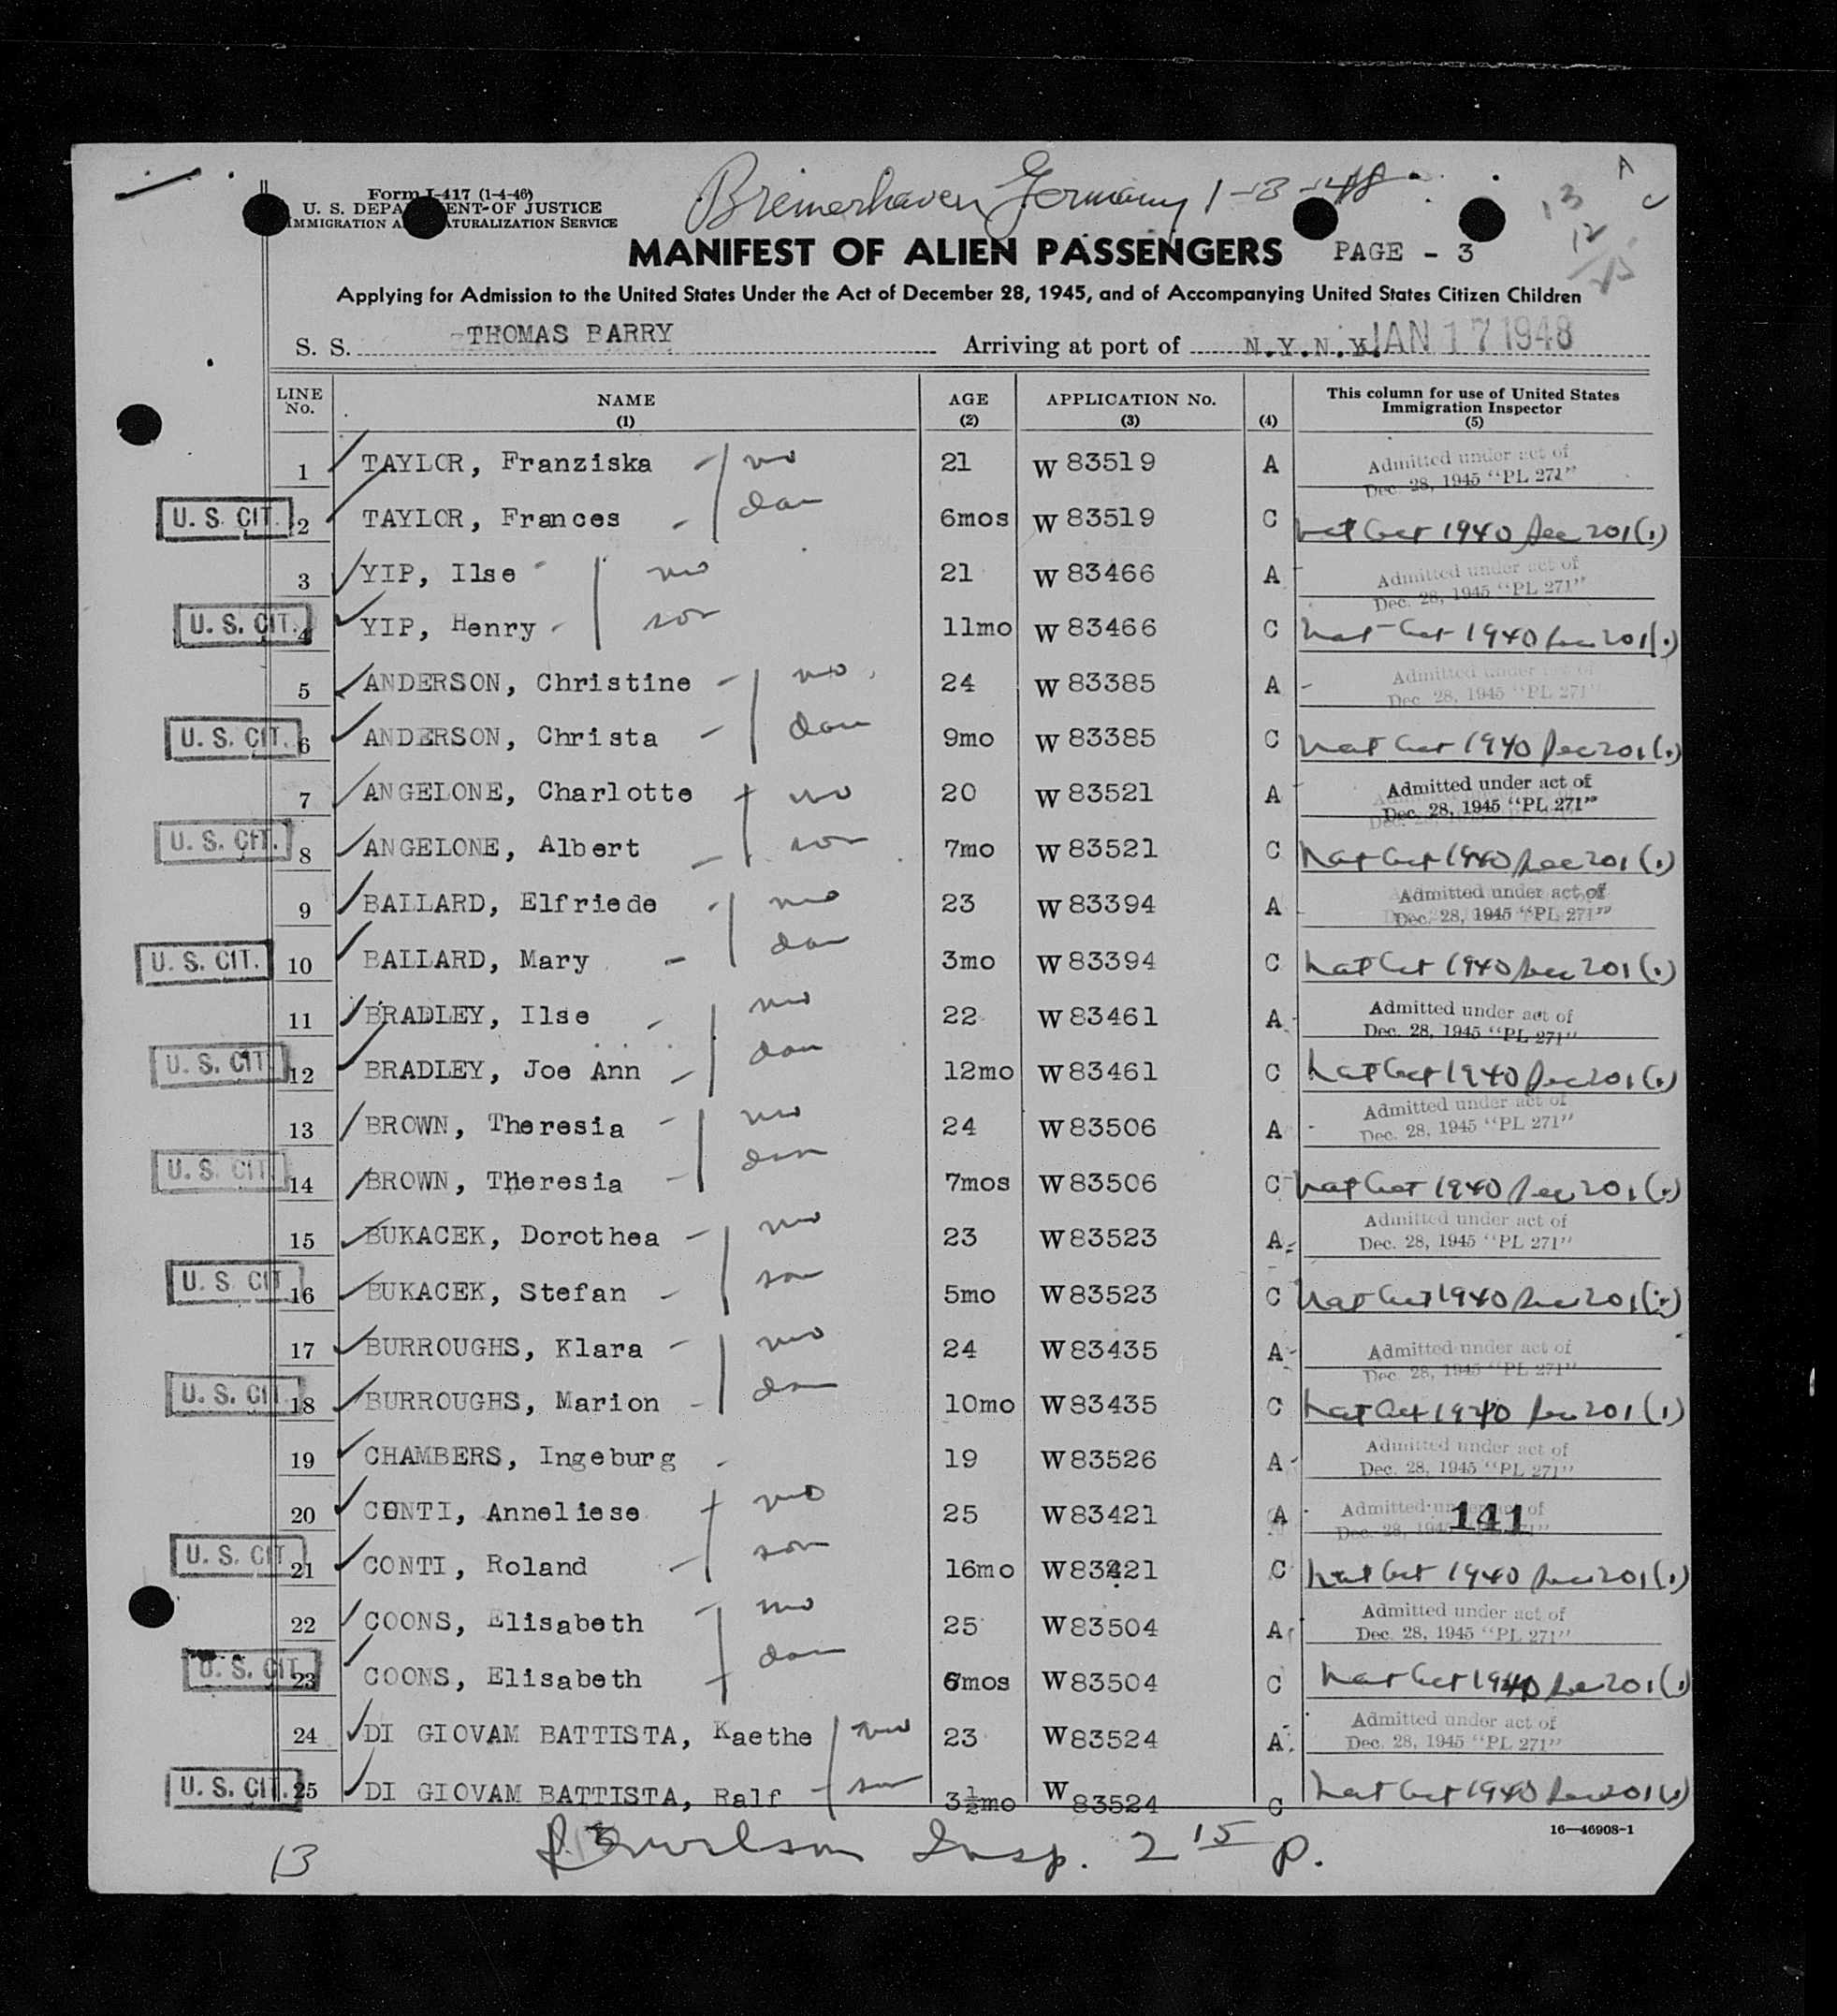 Bremerhaven Germany 1-3-48
Form I-417 (1-4-46)
U. S. DEPA ENT OF JUSTICE
IMMIGRATION A ATURALIZATION SERVICE
13
12
MANIFEST OF ALIEN PASSENGERS PAGE - 3
Applying for Admission to the United States Under the Act of December 28, 1945, and of Accompanying United States Citizen Children
S. S. THOMAS BARRY Arriving at port of N.Y.N.Y. JAN 17 1948
LINE No. NAME (1) AGE (2) APPLICATION No. (3) (4) This column for use of United States Immigration Inspector (5)
1 TAYLOR, Franziska mo 21 W 83519 A Admitted under act of Dec. 28, 1945 "PL 271"
U. S. CIT. 2 TAYLOR, Frances dau 6mos W 83519 C Nat Act 1940 Sec 201(1)
3 YIP, Ilse mo 21 W 83466 A Admitted under act of Dec. 28, 1945 "PL 271"
U. S. CIT. 4 YIP, Henry son 11mo W 83466 C Nat Act 1940 Sec 201(1)
5 ANDERSON, Christine mo 24 W 83385 A Admitted under act of Dec. 28, 1945 "PL 271"
U. S. CIT. 6 ANDERSON, Christa dau 9mo W 83385 C Nat Act 1940 Sec 201(1)
7 ANGELONE, Charlotte mo 20 W 83521 A Admitted under act of Dec. 28, 1945 "PL 271"
U. S. CIT. 8 ANGELONE, Albert son 7mo W 83521 C Nat Act 1940 Sec 201(1)
9 BALLARD, Elfriede mo 23 W 83394 A Admitted under act of Dec. 28, 1945 "PL 271"
U. S. CIT. 10 BALLARD, Mary dau 3mo W 83394 C Nat Act 1940 Sec 201(1)
11 BRADLEY, Ilse mo 22 W 83461 A Admitted under act of Dec. 28, 1945 "PL 271"
U. S. CIT. 12 BRADLEY, Joe Ann dau 12mo W 83461 C Nat Act 1940 Sec 201(1)
13 BROWN, Theresia mo 24 W 83506 A Admitted under act of Dec. 28, 1945 "PL 271"
U. S. CIT. 14 BROWN, Theresia dau 7mos W 83506 C Nat Act 1940 Sec 201(1)
15 BUKACEK, Dorothea mo 23 W 83523 A Admitted under act of Dec. 28, 1945 "PL 271"
U. S. CIT 16 BUKACEK, Stefan son 5mo W 83523 C Nat Act 1940 Sec 201(1)
17 BURROUGHS, Klara mo 24 W 83435 A Admitted under act of Dec. 28, 1945 "PL 271"
U. S. CIT 18 BURROUGHS, Marion dau 10mo W 83435 C Nat Act 1940 Sec 201(1)
19 CHAMBERS, Ingeburg 19 W 83526 A Admitted under act of Dec. 28, 1945 "PL 271"
20 CONTI, Anneliese mo 25 W 83421 A Admitted under act of Dec. 28, 1945 "PL 271" 141
U. S. CIT 21 CONTI, Roland son 16mo W 83421 C Nat Act 1940 Sec 201(1)
22 COONS, Elisabeth mo 25 W 83504 A Admitted under act of Dec. 28, 1945 "PL 271"
U. S. CIT 23 COONS, Elisabeth dau 6mos W 83504 C Nat Act 1940 Sec 201(1)
24 DI GIOVAM BATTISTA, Kaethe mo 23 W 83524 A Admitted under act of Dec. 28, 1945 "PL 271"
U. S. CIT. 25 DI GIOVAM BATTISTA, Ralf son 3½mo W 83524 C Nat Act 1940 Sec 201(1)
16—46908-1
13 Wilson Insp. 2 15 p.